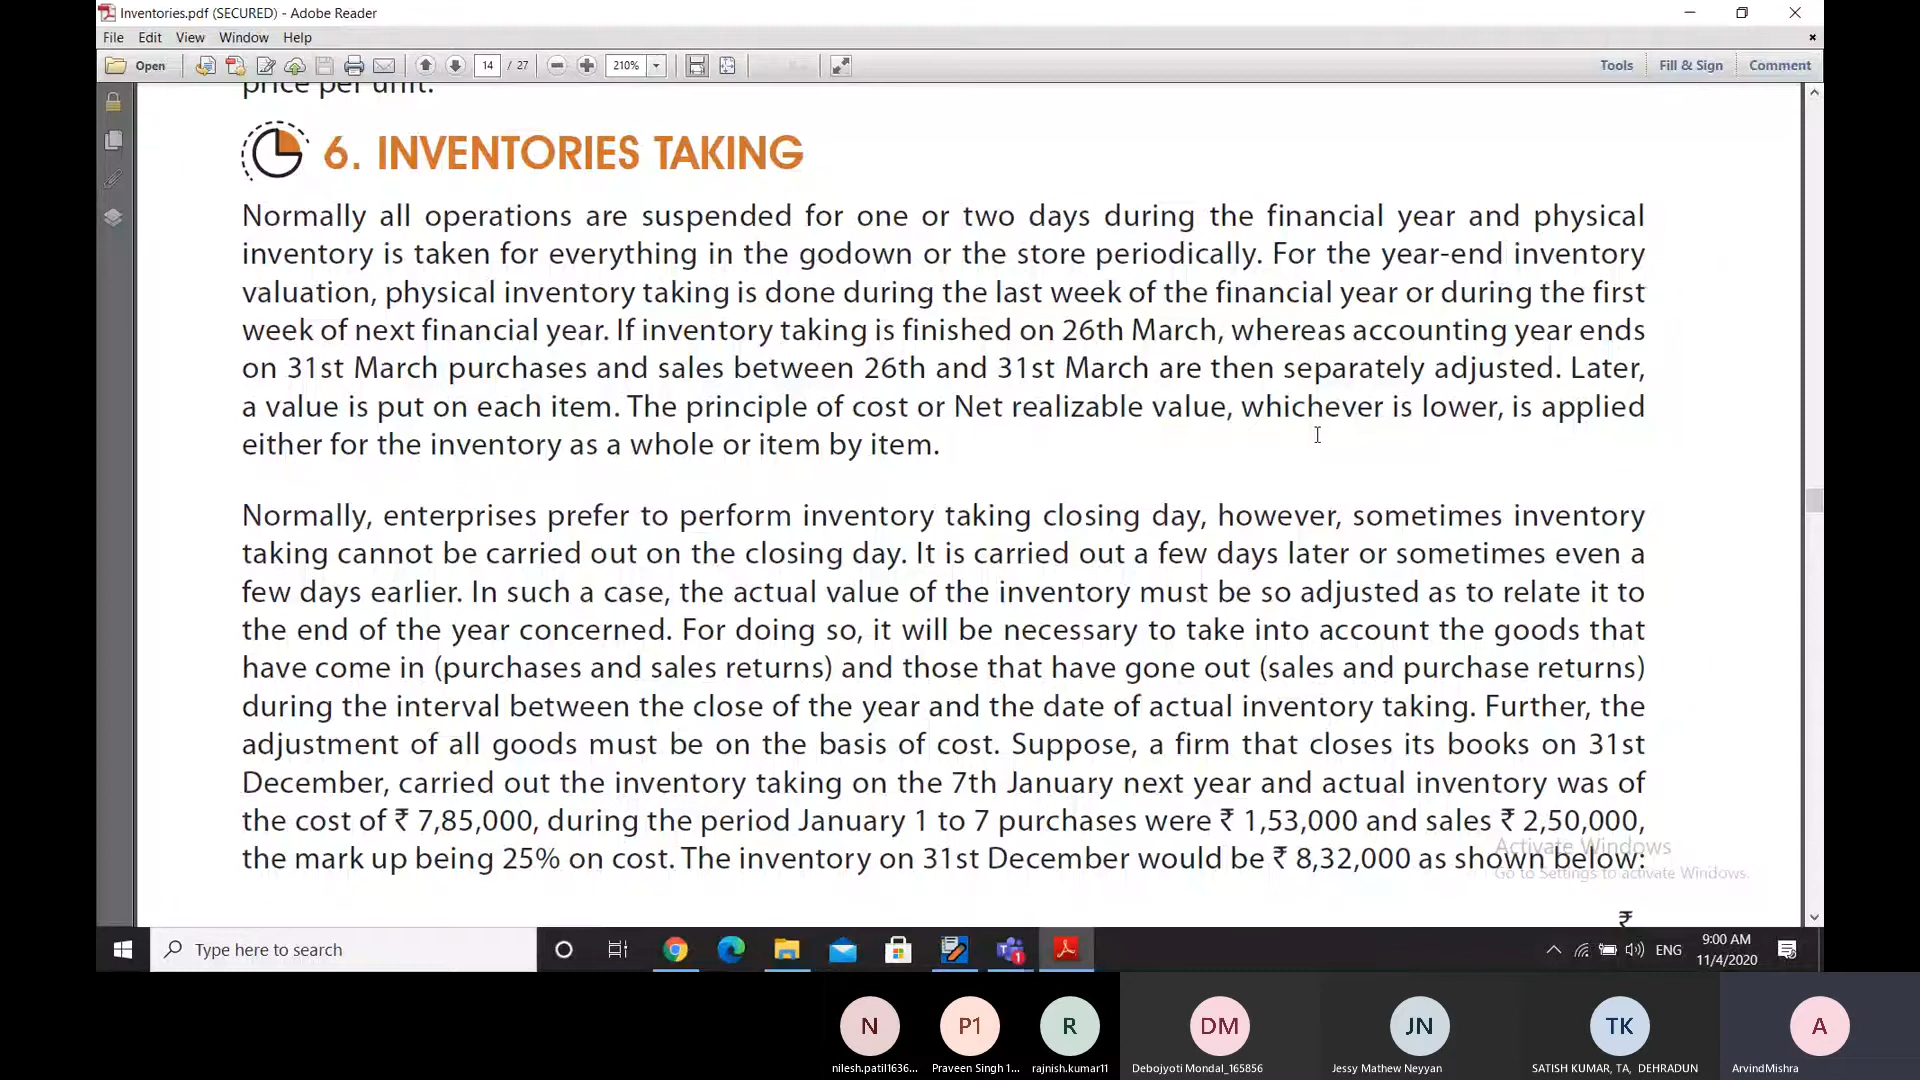 Inventories.pdf (SECURED) - Adobe Reader
File Edit View Window Help
Open 14 / 27 210% Tools Fill & Sign Comment
price per unit.
6. INVENTORIES TAKING
Normally all operations are suspended for one or two days during the financial year and physical
inventory is taken for everything in the godown or the store periodically. For the year-end inventory
valuation, physical inventory taking is done during the last week of the financial year or during the first
week of next financial year. If inventory taking is finished on 26th March, whereas accounting year ends
on 31st March purchases and sales between 26th and 31st March are then separately adjusted. Later,
a value is put on each item. The principle of cost or Net realizable value, whichever is lower, is applied
either for the inventory as a whole or item by item.
Normally, enterprises prefer to perform inventory taking closing day, however, sometimes inventory
taking cannot be carried out on the closing day. It is carried out a few days later or sometimes even a
few days earlier. In such a case, the actual value of the inventory must be so adjusted as to relate it to
the end of the year concerned. For doing so, it will be necessary to take into account the goods that
have come in (purchases and sales returns) and those that have gone out (sales and purchase returns)
during the interval between the close of the year and the date of actual inventory taking. Further, the
adjustment of all goods must be on the basis of cost. Suppose, a firm that closes its books on 31st
December, carried out the inventory taking on the 7th January next year and actual inventory was of
the cost of ₹ 7,85,000, during the period January 1 to 7 purchases were ₹ 1,53,000 and sales ₹ 2,50,000,
the mark up being 25% on cost. The inventory on 31st December would be ₹ 8,32,000 as shown below:
Activate Windows
Go to Settings to activate Windows.
₹
Type here to search
1
ENG
9:00 AM
11/4/2020
N P1 R DM JN TK A
nilesh.patil1636... Praveen Singh 1... rajnish.kumar11 Debojyoti Mondal_165856 Jessy Mathew Neyyan SATISH KUMAR, TA, DEHRADUN ArvindMishra